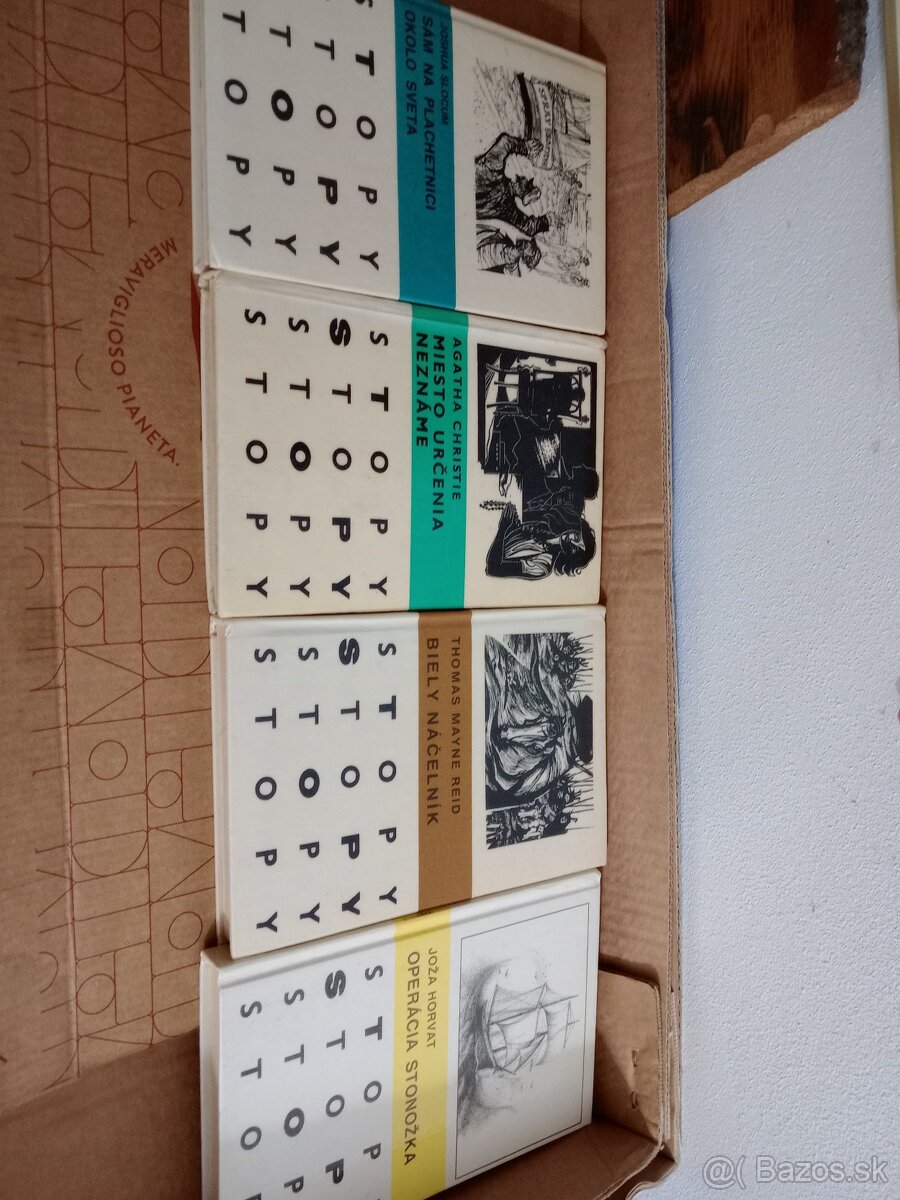 JOSHUA SLOCUM
SÁM NA PLACHETNICI
OKOLO SVETA
S T O P Y
T O P Y
T O P Y
T O P Y
AGATHA CHRISTIE
MIESTO URČENIA
NEZNÁME
S T O P Y
S T O P Y
S T O P Y
S T O P Y
THOMAS MAYNE REID
BIELY NÁČELNÍK
S T O P Y
S T O P Y
S T O P Y
S T O P Y
JOŽA HORVAT
OPERÁCIA STONOŽKA
S T O P
S T O P
S T O P
S T O
MERAVIGLIOSO PIANETA.
@( Bazos.sk